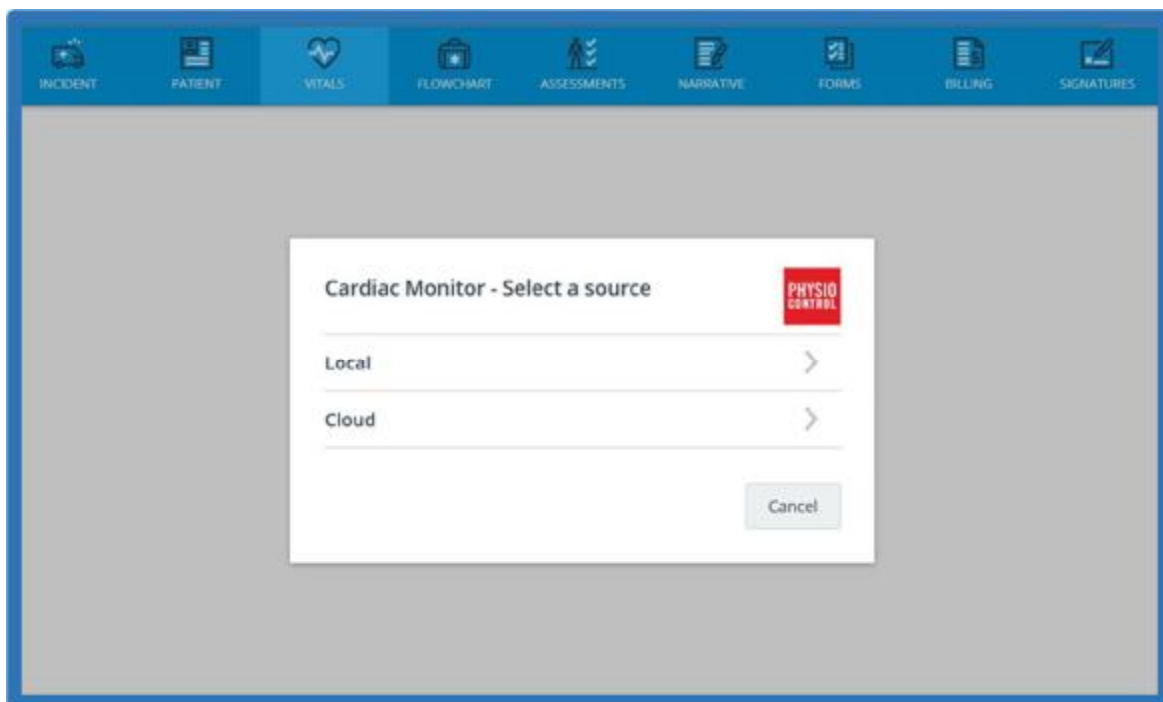 INCIDENT PATIENT VITALS FLOWCHART ASSESSMENTS NARRATIVE FORMS BILLING SIGNATURES
Cardiac Monitor - Select a source
PHYSIO
CONTROL
Local
Cloud
Cancel